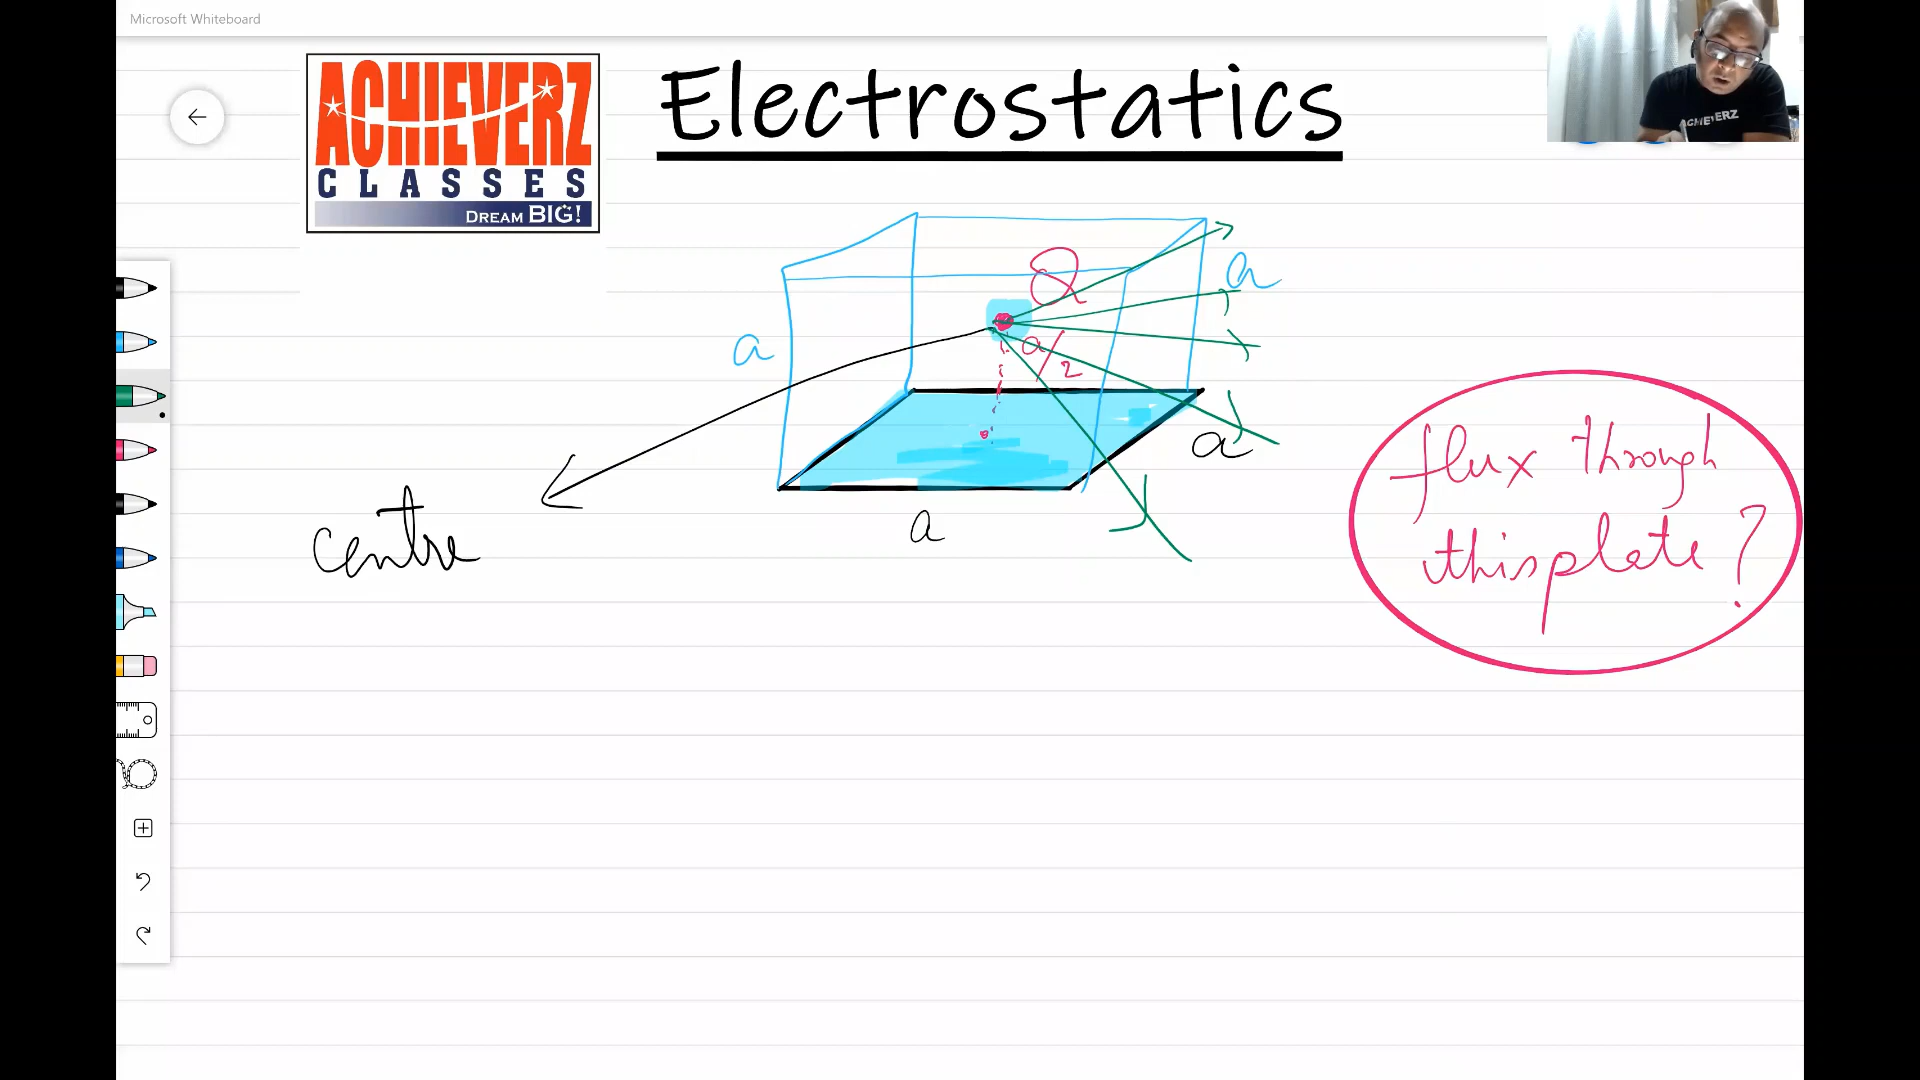 Microsoft Whiteboard
ACHIEVERZ
CLASSES
DREAM BIG!
Electrostatics
ACHIEVERZ
Q
a
a
a/2
a
a
centre
flux through
this plate ?